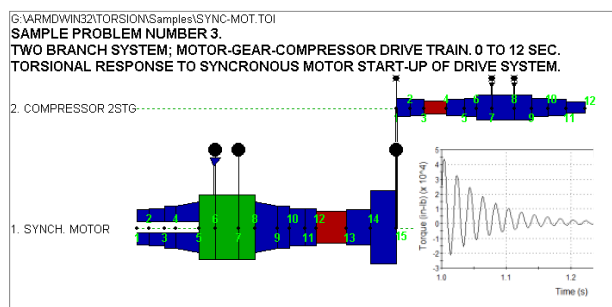 G:\ARMDWIN32\TORSION\Samples\SYNC-MOT.TOI
SAMPLE PROBLEM NUMBER 3.
TWO BRANCH SYSTEM; MOTOR-GEAR-COMPRESSOR DRIVE TRAIN. 0 TO 12 SEC.
TORSIONAL RESPONSE TO SYNCRONOUS MOTOR START-UP OF DRIVE SYSTEM.
2. COMPRESSOR 2STG
1 2 3 4 5 6 7 8 9 10 11 12
1. SYNCH. MOTOR
1 2 3 4 5 6 7 8 9 10 11 12 13 14 15
Torque (in-lb) (x 10^4)
5
4
3
2
1
0
-1
-2
-3
1.0 1.1 1.2
Time (s)